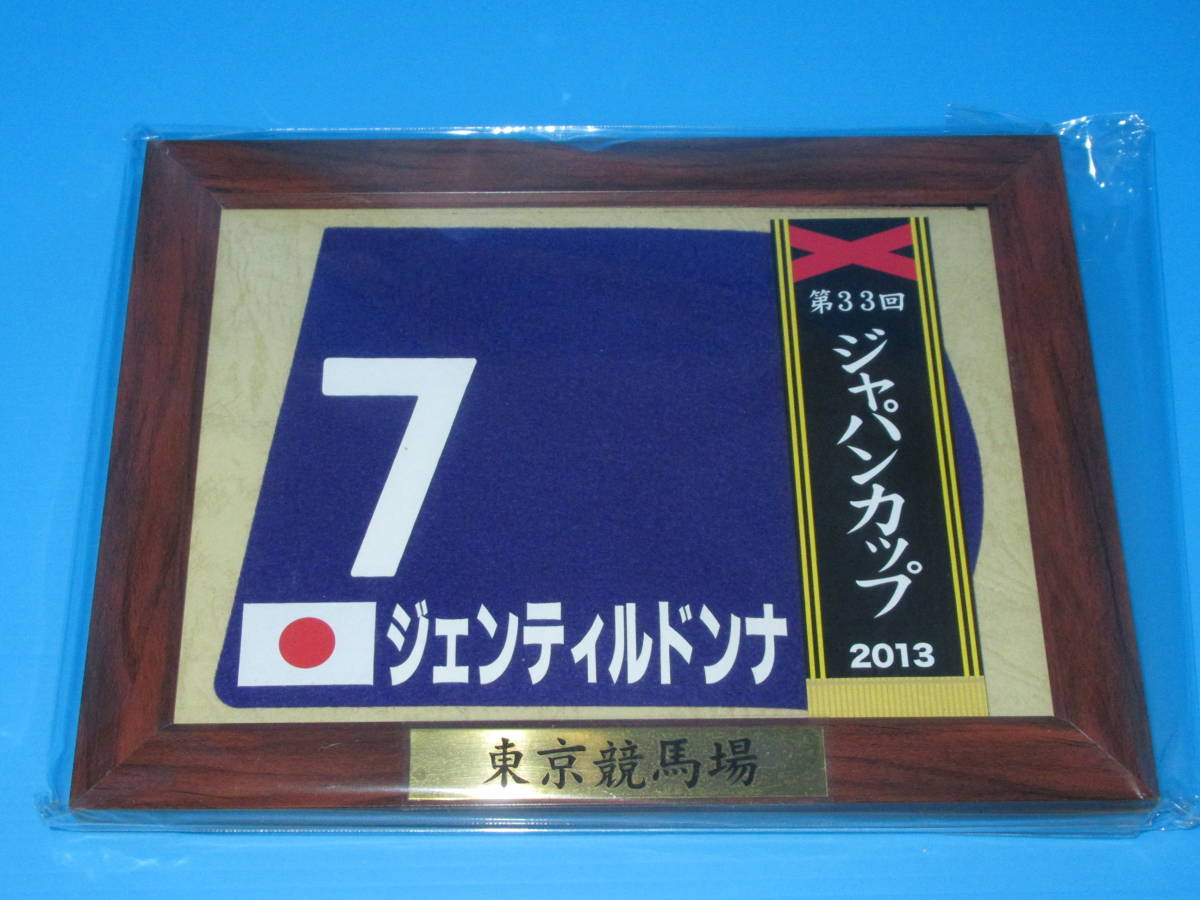 7
ジェンティルドンナ
第33回
ジャパンカップ
2013
東京競馬場